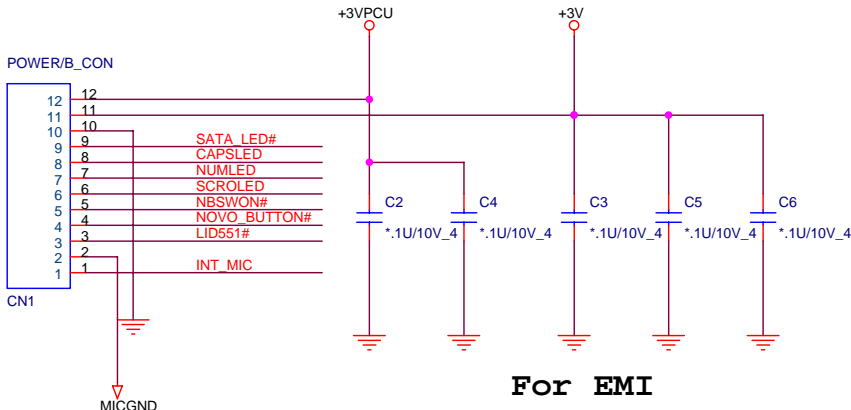 +3VPCU
+3V
POWER/B_CON
12 12
11 11
10 10
9 9 SATA_LED#
8 8 CAPSLED
7 7 NUMLED
6 6 SCROLED
5 5 NBSWON#
4 4 NOVO_BUTTON#
3 3 LID551#
2 2
1 1 INT_MIC
CN1
C2 C4 C3 C5 C6
*.1U/10V_4 *.1U/10V_4 *.1U/10V_4 *.1U/10V_4 *.1U/10V_4
For EMI
MICGND